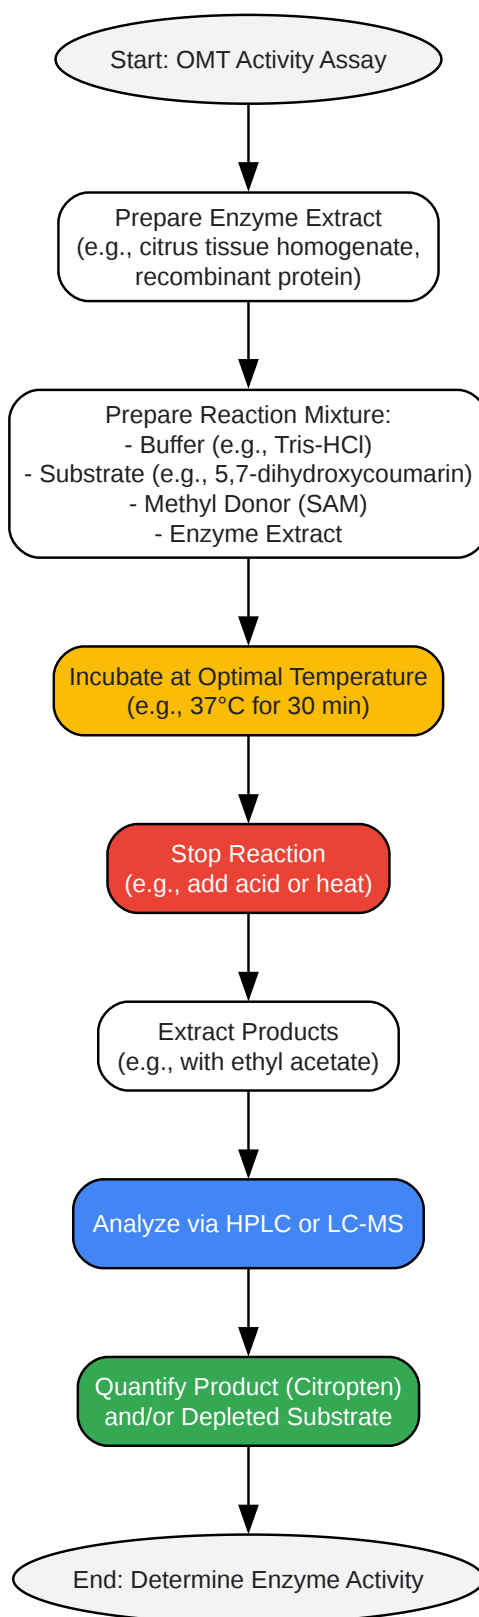 Start: OMT Activity Assay
Prepare Enzyme Extract
(e.g., citrus tissue homogenate,
recombinant protein)
Prepare Reaction Mixture:
- Buffer (e.g., Tris-HCl)
- Substrate (e.g., 5,7-dihydroxycoumarin)
- Methyl Donor (SAM)
- Enzyme Extract
Incubate at Optimal Temperature
(e.g., 37°C for 30 min)
Stop Reaction
(e.g., add acid or heat)
Extract Products
(e.g., with ethyl acetate)
Analyze via HPLC or LC-MS
Quantify Product (Citropten)
and/or Depleted Substrate
End: Determine Enzyme Activity